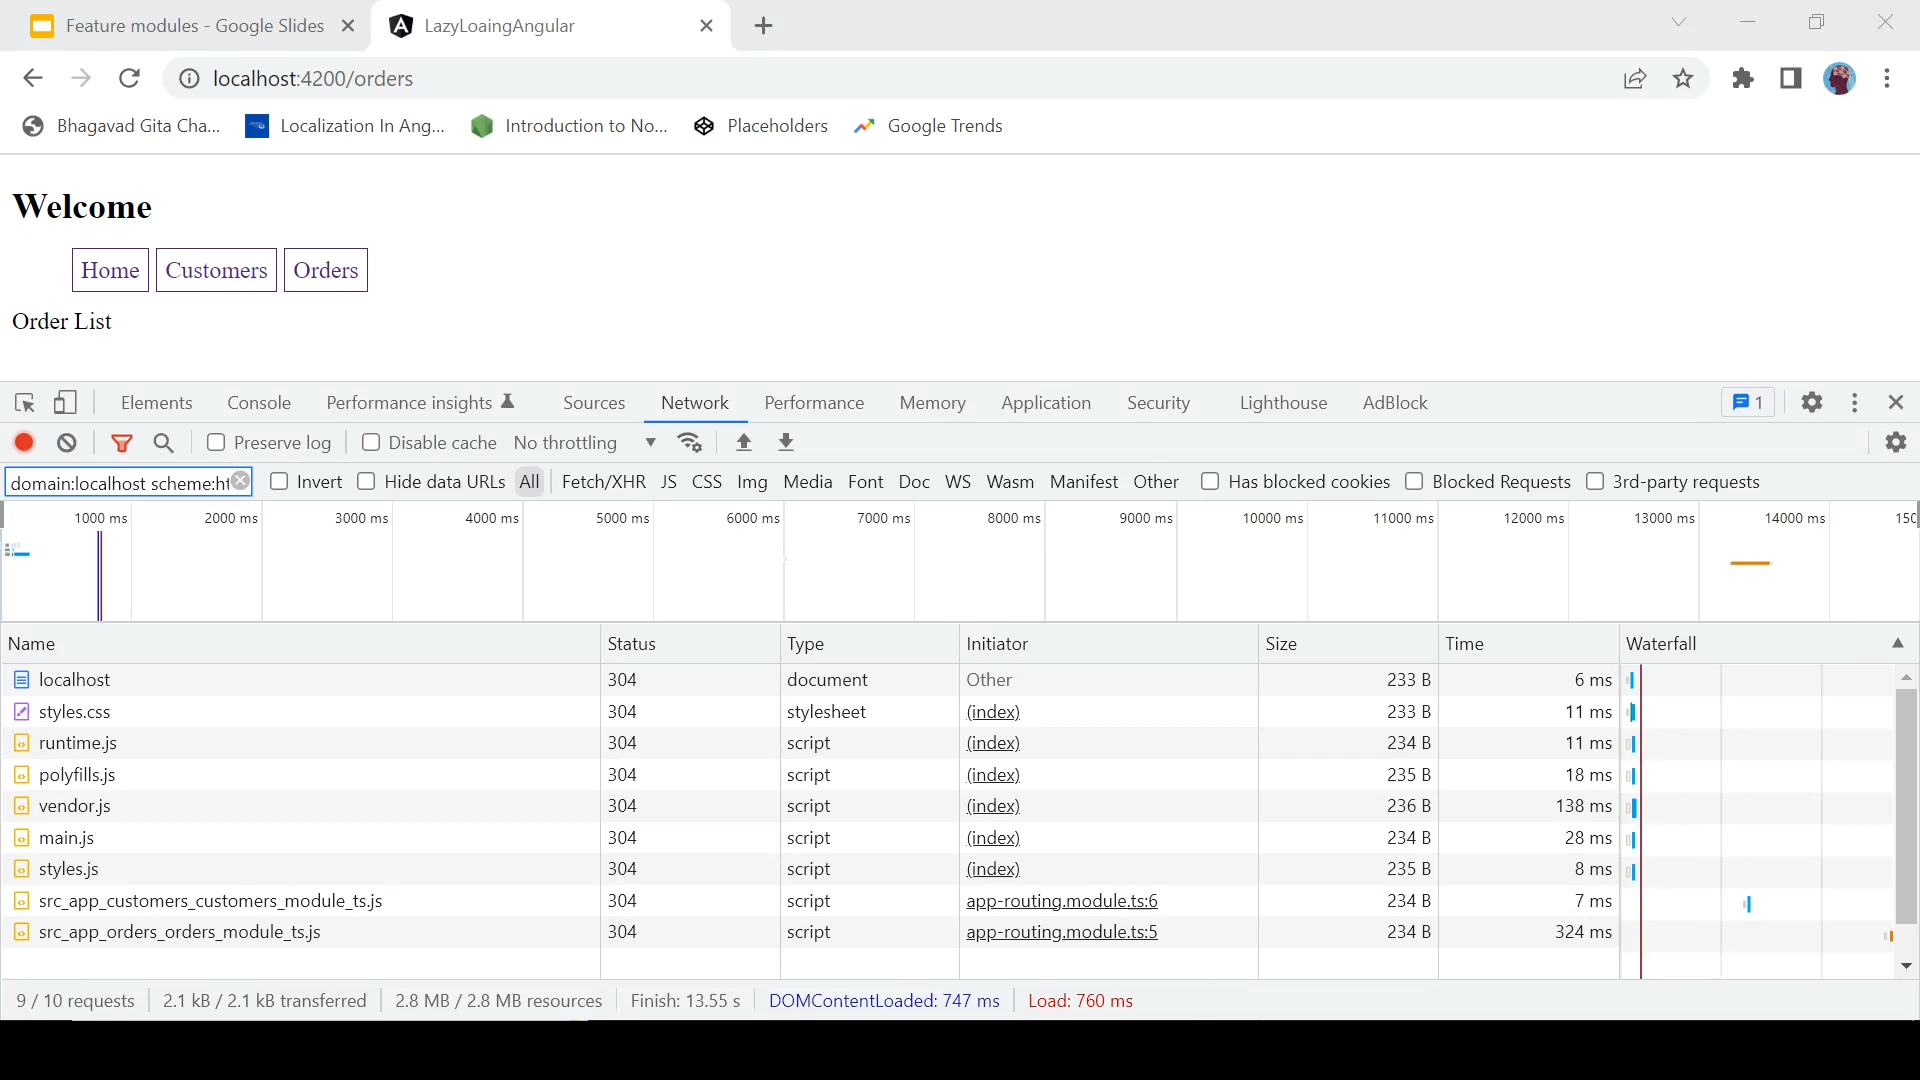 Feature modules - Google Slides
LazyLoaingAngular
localhost:4200/orders
Bhagavad Gita Cha...
Localization In Ang...
Introduction to No...
Placeholders
Google Trends
Welcome
Home Customers Orders
Order List
Elements Console Performance insights Sources Network Performance Memory Application Security Lighthouse AdBlock 1
Preserve log Disable cache No throttling
domain:localhost scheme:ht Invert Hide data URLs All Fetch/XHR JS CSS Img Media Font Doc WS Wasm Manifest Other Has blocked cookies Blocked Requests 3rd-party requests
1000 ms 2000 ms 3000 ms 4000 ms 5000 ms 6000 ms 7000 ms 8000 ms 9000 ms 10000 ms 11000 ms 12000 ms 13000 ms 14000 ms 150
Name Status Type Initiator Size Time Waterfall
localhost 304 document Other 233 B 6 ms
styles.css 304 stylesheet (index) 233 B 11 ms
runtime.js 304 script (index) 234 B 11 ms
polyfills.js 304 script (index) 235 B 18 ms
vendor.js 304 script (index) 236 B 138 ms
main.js 304 script (index) 234 B 28 ms
styles.js 304 script (index) 235 B 8 ms
src_app_customers_customers_module_ts.js 304 script app-routing.module.ts:6 234 B 7 ms
src_app_orders_orders_module_ts.js 304 script app-routing.module.ts:5 234 B 324 ms
9 / 10 requests 2.1 kB / 2.1 kB transferred 2.8 MB / 2.8 MB resources Finish: 13.55 s DOMContentLoaded: 747 ms Load: 760 ms